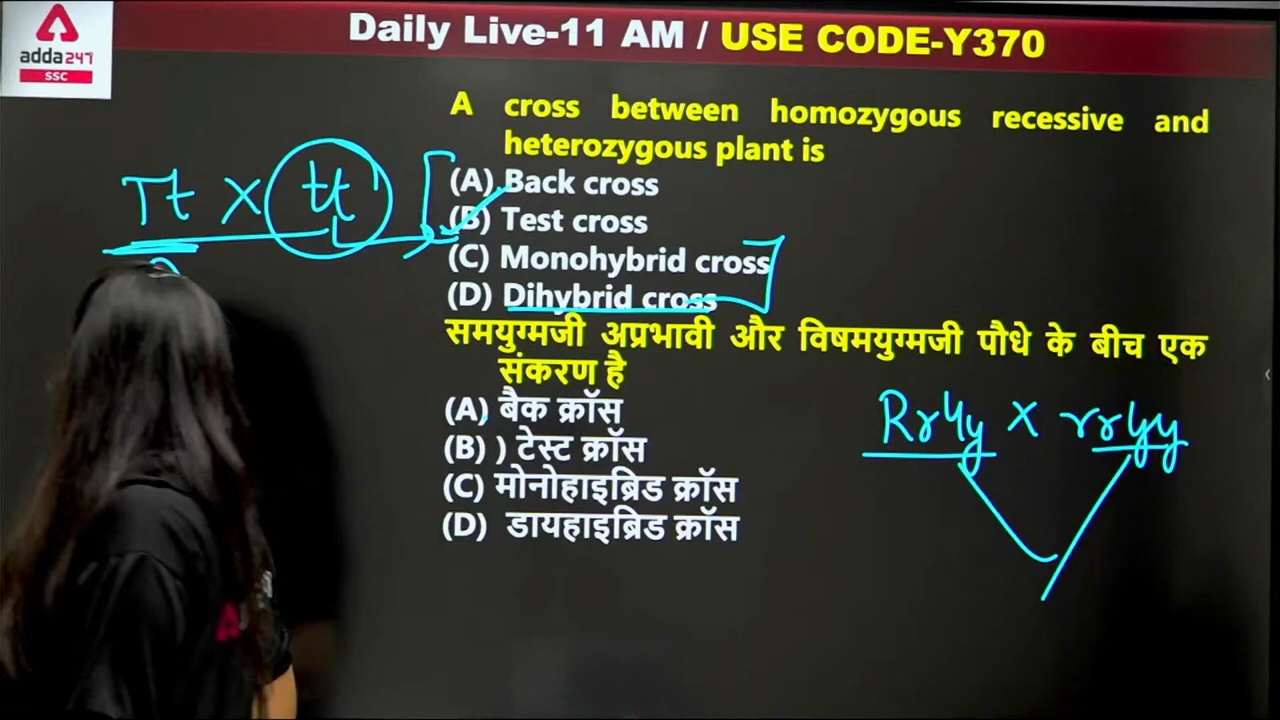 adda247
SSC
Daily Live-11 AM / USE CODE-Y370
A cross between homozygous recessive and
heterozygous plant is
(A) Back cross
(B) Test cross
(C) Monohybrid cross
(D) Dihybrid cross
Tt X tt
समयुग्मजी अप्रभावी और विषमयुग्मजी पौधे के बीच एक
संकरण है
(A) बैक क्रॉस
(B) ) टेस्ट क्रॉस
(C) मोनोहाइब्रिड क्रॉस
(D) डायहाइब्रिड क्रॉस
RrYy X rryy